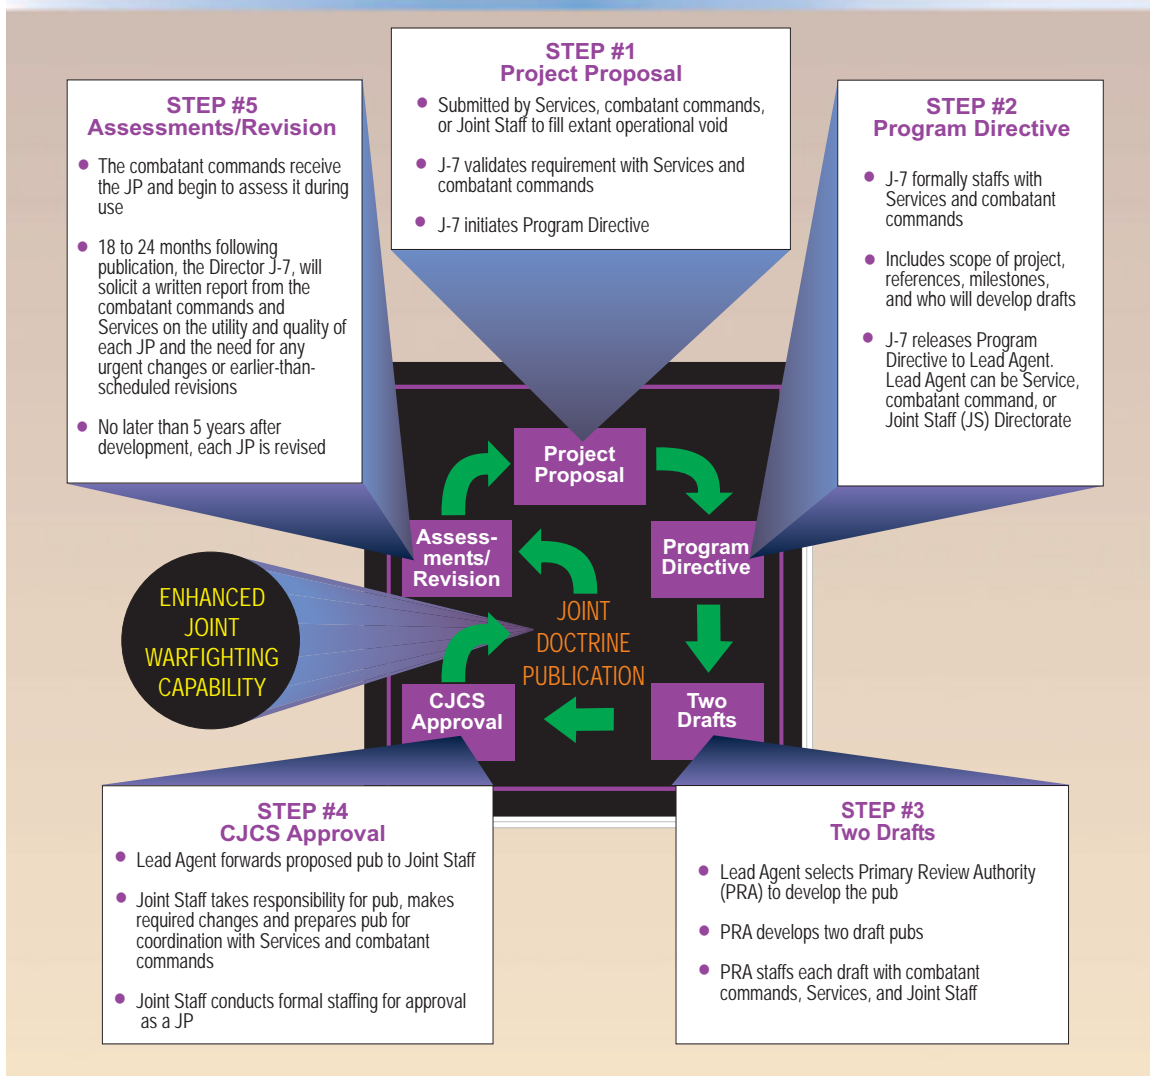 STEP #1
Project Proposal
Submitted by Services, combatant commands,
or Joint Staff to fill extant operational void
J-7 validates requirement with Services and
combatant commands
J-7 initiates Program Directive
STEP #2
Program Directive
J-7 formally staffs with
Services and combatant
commands
Includes scope of project,
references, milestones,
and who will develop drafts
J-7 releases Program
Directive to Lead Agent.
Lead Agent can be Service,
combatant command, or
Joint Staff (JS) Directorate
STEP #5
Assessments/Revision
The combatant commands receive
the JP and begin to assess it during
use
18 to 24 months following
publication, the Director J-7, will
solicit a written report from the
combatant commands and
Services on the utility and quality of
each JP and the need for any
urgent changes or earlier-than-
scheduled revisions
No later than 5 years after
development, each JP is revised
Project
Proposal
Assess-
ments/
Revision
Program
Directive
ENHANCED
JOINT
WARFIGHTING
CAPABILITY
JOINT
DOCTRINE
PUBLICATION
CJCS
Approval
Two
Drafts
STEP #4
CJCS Approval
Lead Agent forwards proposed pub to Joint Staff
Joint Staff takes responsibility for pub, makes
required changes and prepares pub for
coordination with Services and combatant
commands
Joint Staff conducts formal staffing for approval
as a JP
STEP #3
Two Drafts
Lead Agent selects Primary Review Authority
(PRA) to develop the pub
PRA develops two draft pubs
PRA staffs each draft with combatant
commands, Services, and Joint Staff